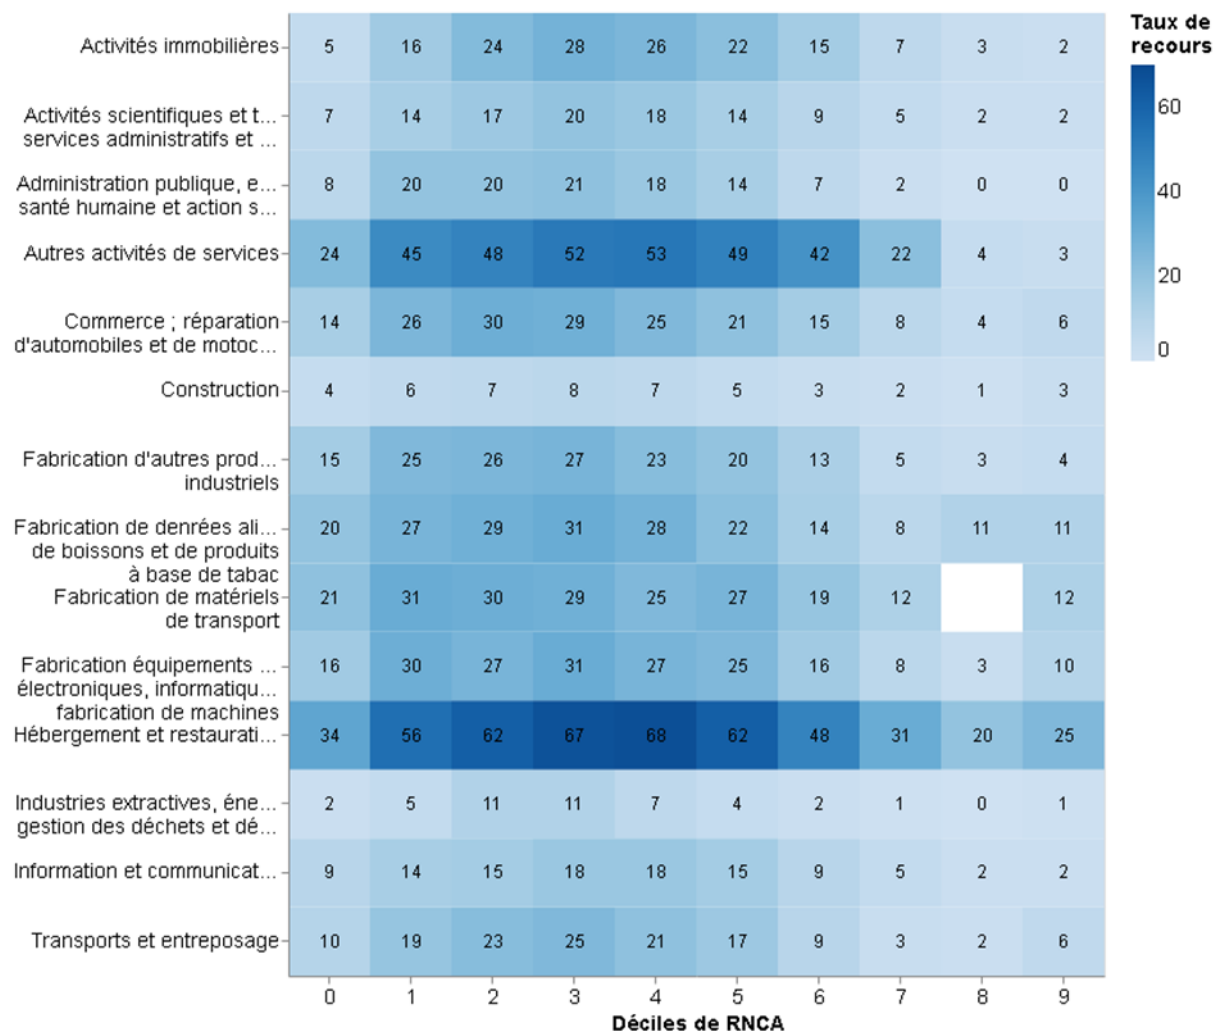 Taux de
recours
60
40
20
0
Activités immobilières 5 16 24 28 26 22 15 7 3 2
Activités scientifiques et t...
services administratifs et ...
7 14 17 20 18 14 9 5 2 2
Administration publique, e...
santé humaine et action s...
8 20 20 21 18 14 7 2 0 0
Autres activités de services 24 45 48 52 53 49 42 22 4 3
Commerce ; réparation
d'automobiles et de motoc...
14 26 30 29 25 21 15 8 4 6
Construction 4 6 7 8 7 5 3 2 1 3
Fabrication d'autres prod...
industriels
15 25 26 27 23 20 13 5 3 4
Fabrication de denrées ali...
de boissons et de produits
à base de tabac
20 27 29 31 28 22 14 8 11 11
Fabrication de matériels
de transport
21 31 30 29 25 27 19 12 12
Fabrication équipements ...
électroniques, informatiqu...
fabrication de machines
16 30 27 31 27 25 16 8 3 10
Hébergement et restaurati... 34 56 62 67 68 62 48 31 20 25
Industries extractives, éne...
gestion des déchets et dé...
2 5 11 11 7 4 2 1 0 1
Information et communicat... 9 14 15 18 18 15 9 5 2 2
Transports et entreposage 10 19 23 25 21 17 9 3 2 6
0 1 2 3 4 5 6 7 8 9
Déciles de RNCA